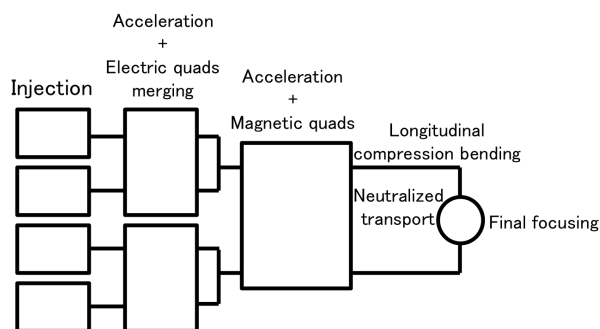 Injection
Acceleration
+
Electric quads
merging
Acceleration
+
Magnetic quads
Longitudinal
compression bending
Neutralized
transport
Final focusing